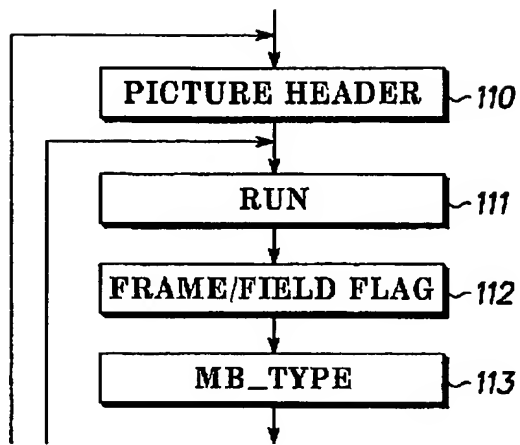 PICTURE HEADER 110
RUN 111
FRAME/FIELD FLAG 112
MB_TYPE 113